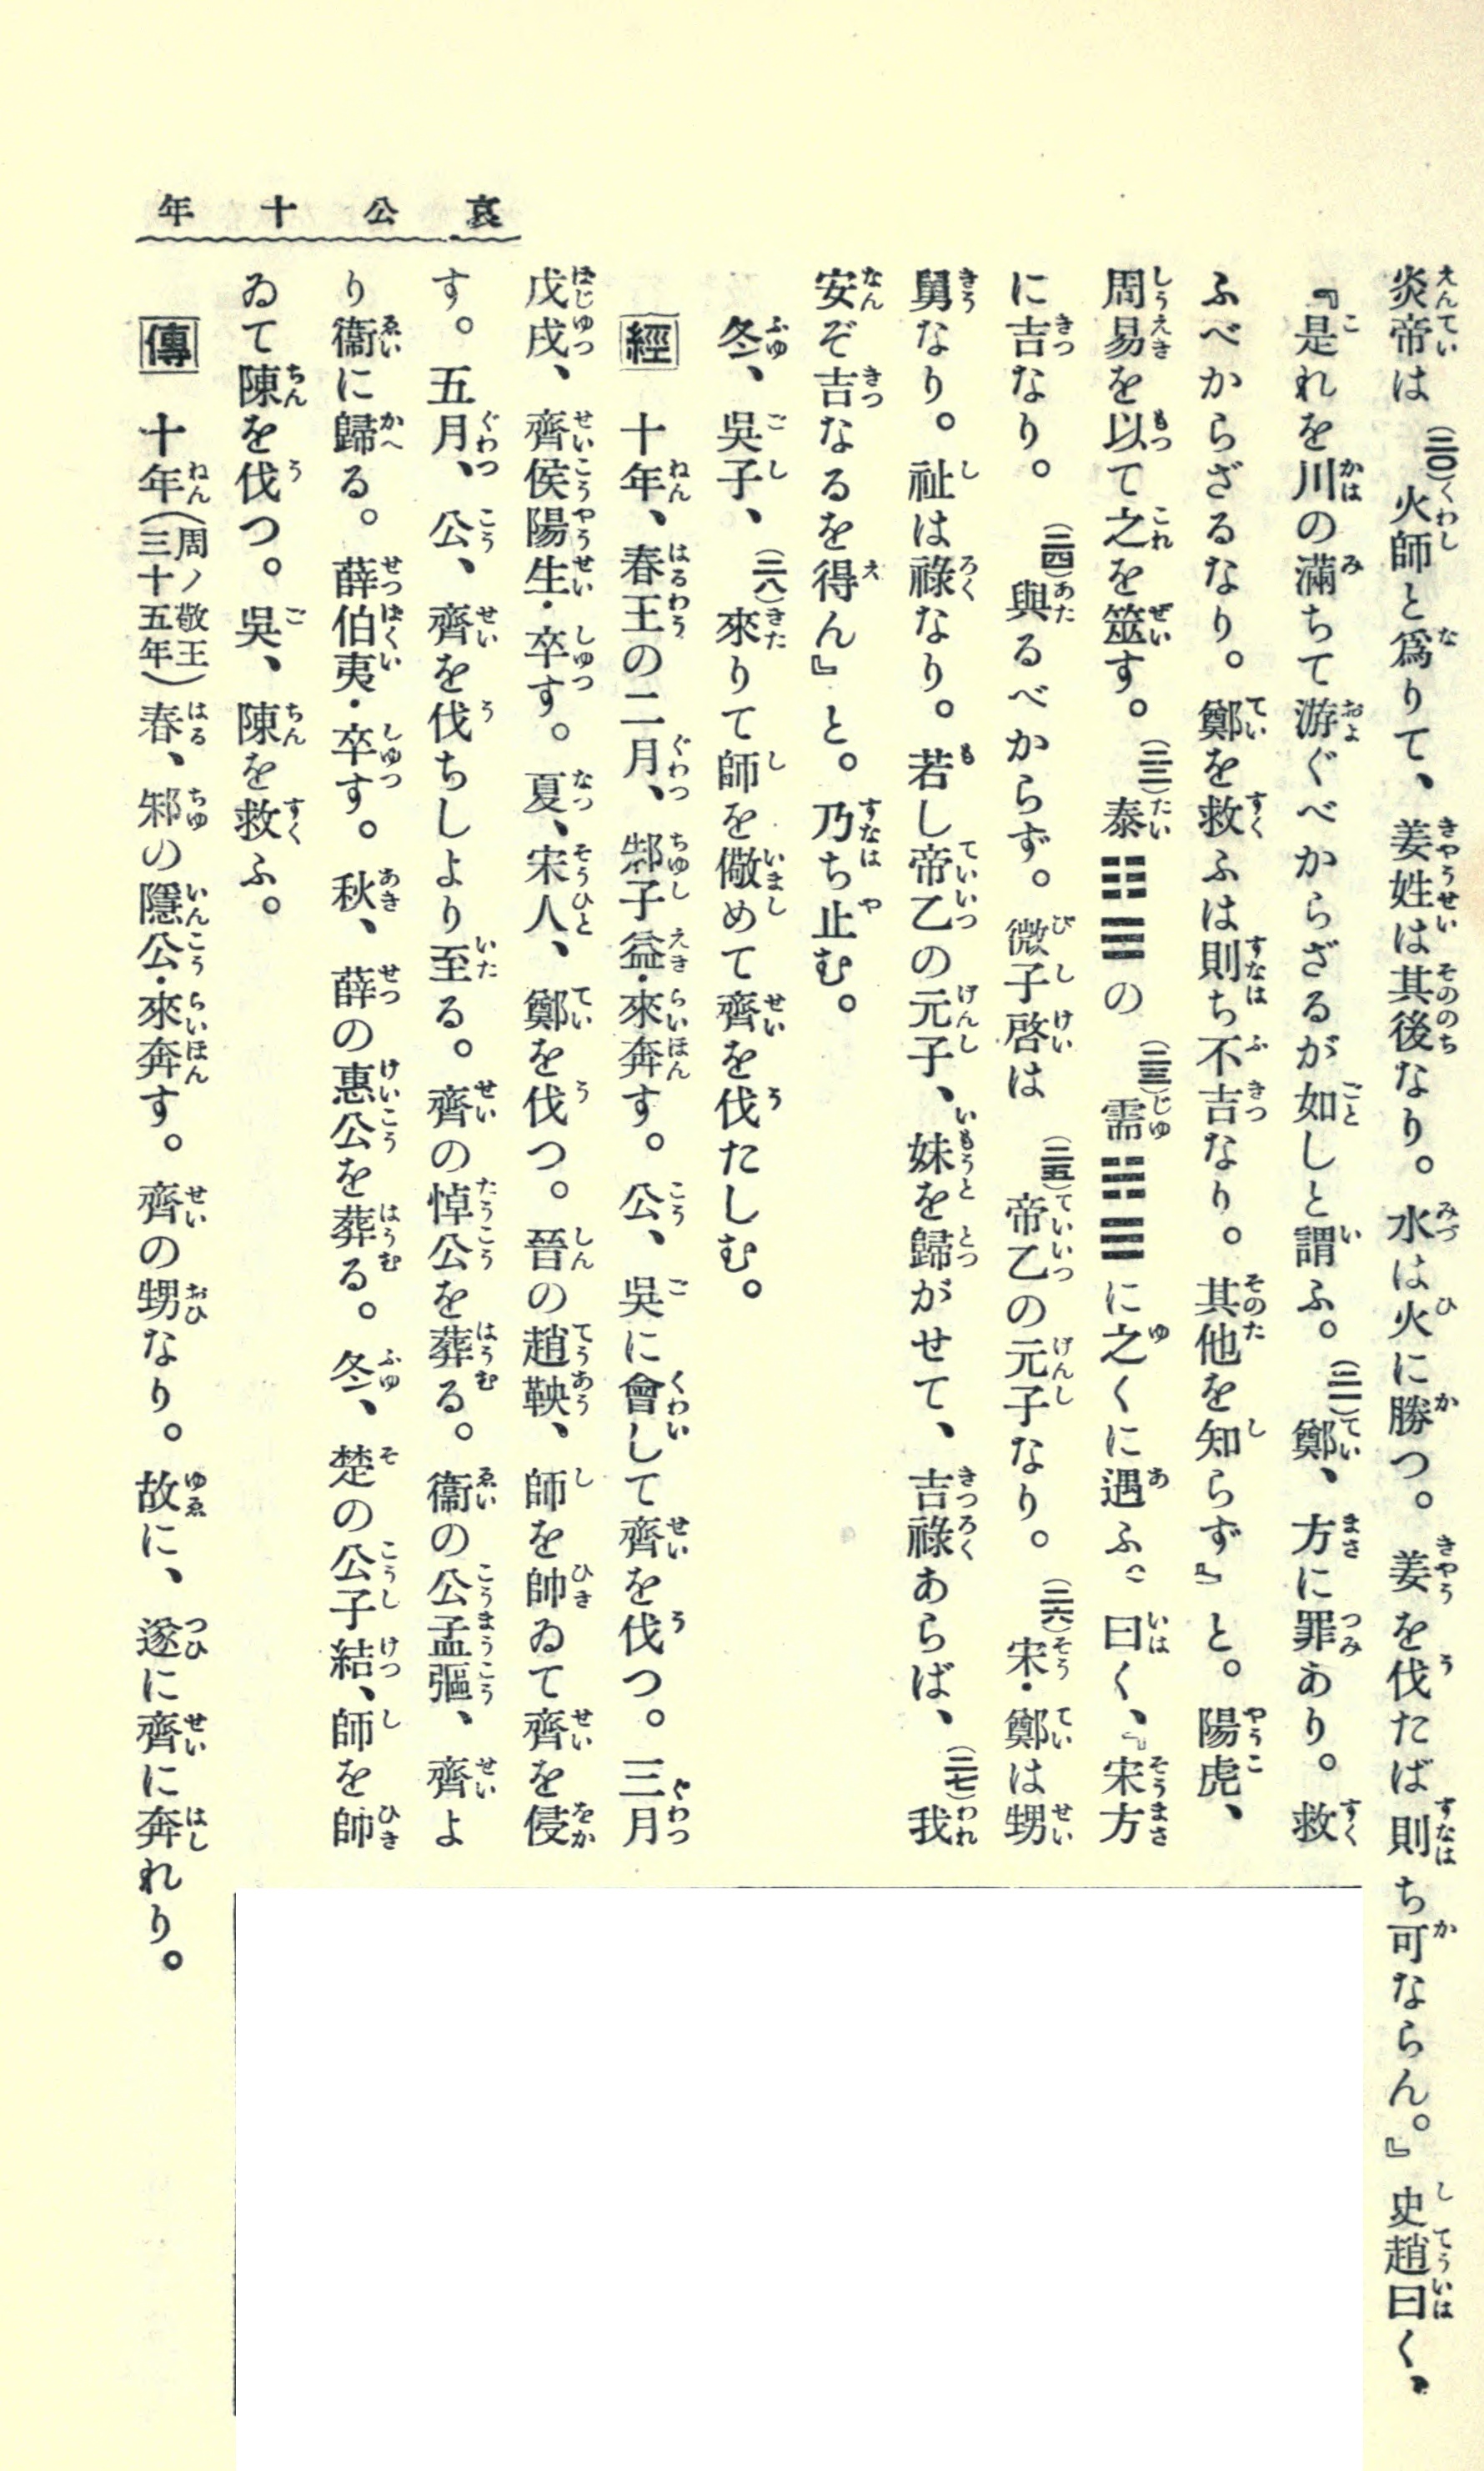 哀公十年
炎帝は(二〇)火師と爲りて、姜姓は其後なり。水は火に勝つ。姜を伐たば則ち可ならん。』史趙曰く、
『是れを川の滿ちて游ぐべからざるが如しと謂ふ。(二一)鄭、方に罪あり。救
ふべからざるなり。鄭を救ふは則ち不吉なり。其他を知らず』と。陽虎、
周易を以て之を筮す。(二二)泰䷊の(二三)需䷄に之くに遇ふ。曰く、『宋方
に吉なり。(二四)與るべからず。微子啓は(二五)帝乙の元子なり。(二六)宋・鄭は甥
舅なり。祉は祿なり。若し帝乙の元子、妹を歸がせて、吉祿あらば、(二七)我
安ぞ吉なるを得ん』と。乃ち止む。
冬、吳子、(二八)來りて師を儆めて齊を伐たしむ。
經 十年、春王の二月、邾子益・來奔す。公、吳に會して齊を伐つ。三月
戊戌、齊侯陽生・卒す。夏、宋人、鄭を伐つ。晉の趙鞅、師を帥ゐて齊を侵
す。五月、公、齊を伐ちしより至る。齊の悼公を葬る。衞の公孟彄、齊よ
り衞に歸る。薛伯夷・卒す。秋、薛の惠公を葬る。冬、楚の公子結、師を帥
ゐて陳を伐つ。吳、陳を救ふ。
傳 十年(周ノ敬王三十五年)春、邾の隱公・來奔す。齊の甥なり。故に、遂に齊に奔れり。